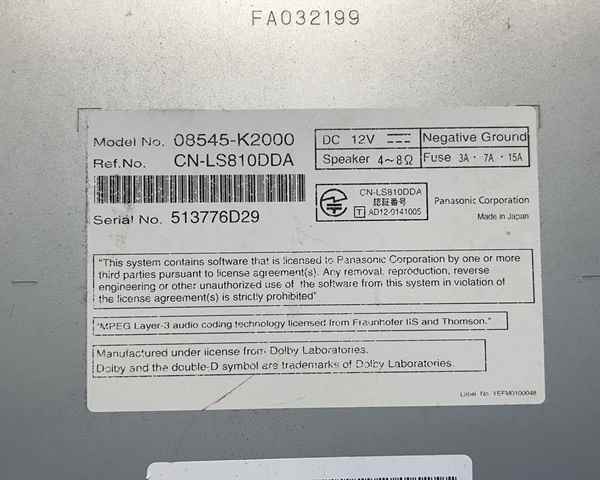 FA032199
Model No. 08545-K2000
Ref.No. CN-LS810DDA
DC 12V Negative Ground
Speaker 4~8Ω Fuse 3A・7A・15A
Serial No. 513776D29
CN-LS810DDA
認証番号
T AD12-9141005
Panasonic Corporation
Made in Japan
"This system contains software that is licensed to Panasonic Corporation by one or more
third parties pursuant to license agreement(s). Any removal, reproduction, reverse
engineering or other unauthorized use of the software from this system in violation of
the license agreement(s) is strictly prohibited"
"MPEG Layer-3 audio coding technology licensed from Fraunhofer IIS and Thomson."
Manufactured under license from Dolby Laboratories.
Dolby and the double-D symbol are trademarks of Dolby Laboratories.
Label No. YEFM0100048